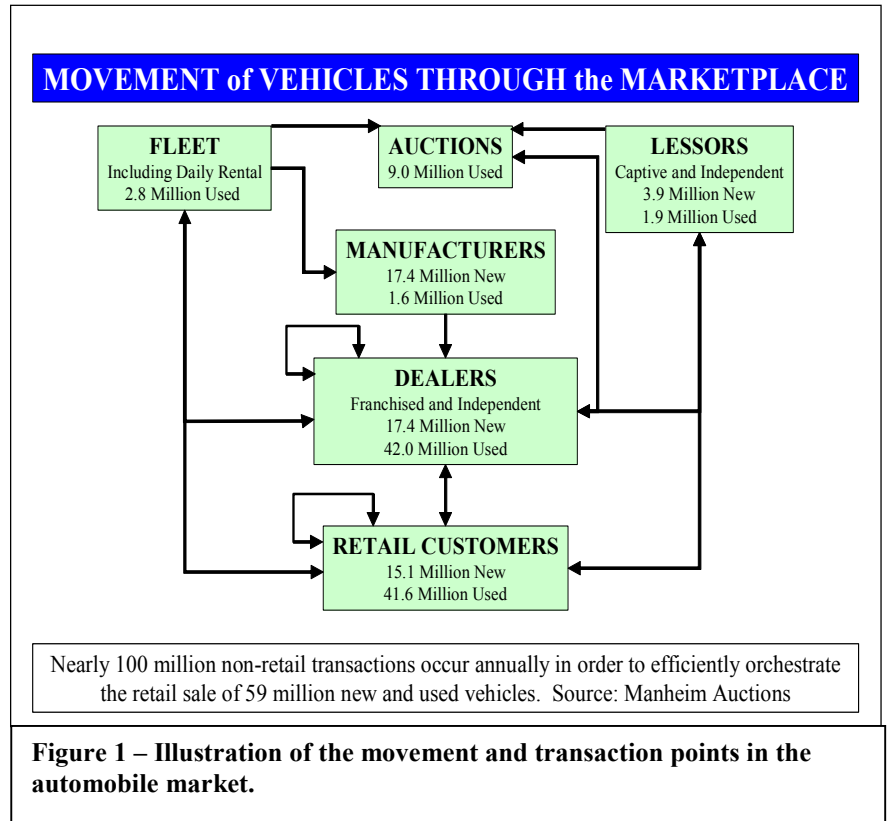 MOVEMENT of VEHICLES THROUGH the MARKETPLACE
FLEET
Including Daily Rental
2.8 Million Used
AUCTIONS
9.0 Million Used
LESSORS
Captive and Independent
3.9 Million New
1.9 Million Used
MANUFACTURERS
17.4 Million New
1.6 Million Used
DEALERS
Franchised and Independent
17.4 Million New
42.0 Million Used
RETAIL CUSTOMERS
15.1 Million New
41.6 Million Used
Nearly 100 million non-retail transactions occur annually in order to efficiently orchestrate
the retail sale of 59 million new and used vehicles.  Source: Manheim Auctions
Figure 1 – Illustration of the movement and transaction points in the
automobile market.